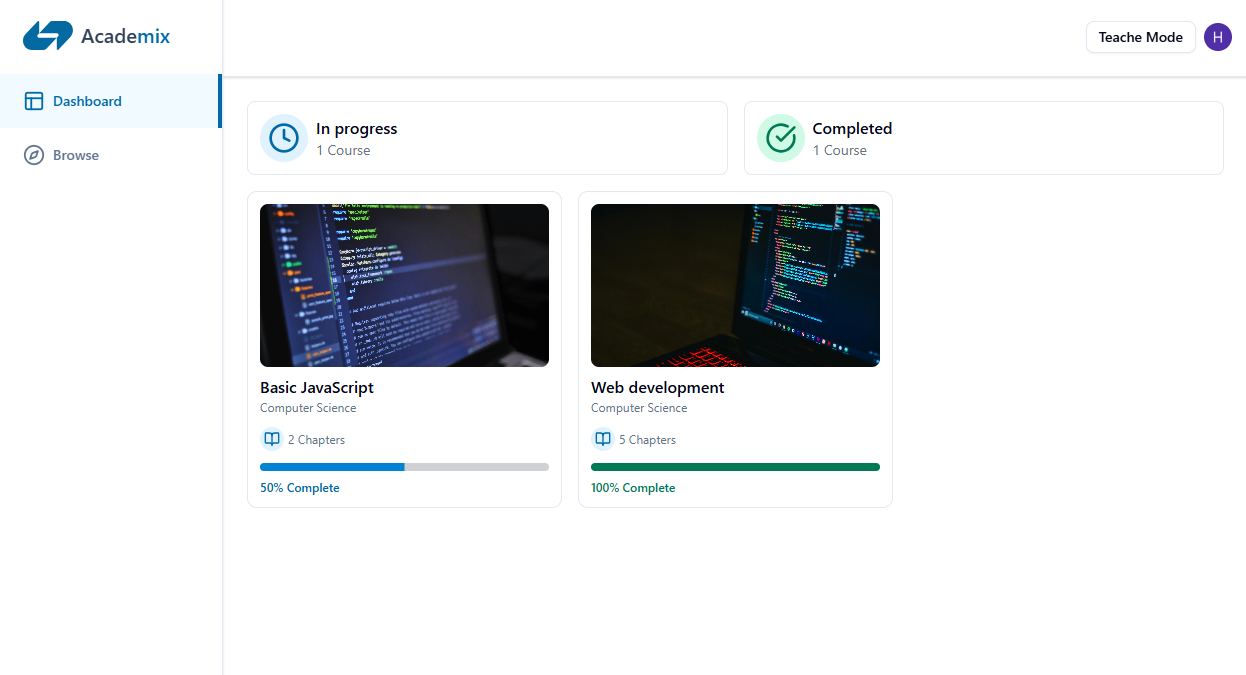 Academix
Teache Mode
H
Dashboard
Browse
In progress
1 Course
Completed
1 Course
Basic JavaScript
Computer Science
2 Chapters
50% Complete
Web development
Computer Science
5 Chapters
100% Complete